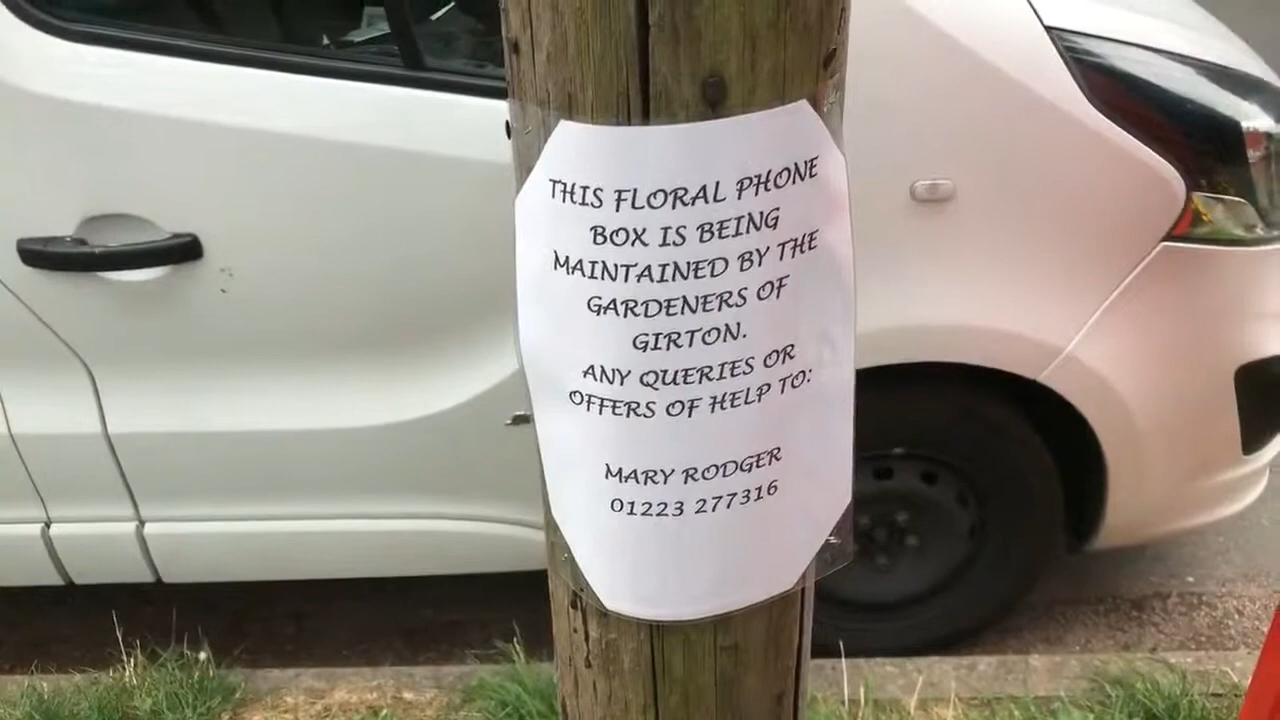 THIS FLORAL PHONE
BOX IS BEING
MAINTAINED BY THE
GARDENERS OF
GIRTON.
ANY QUERIES OR
OFFERS OF HELP TO:
MARY RODGER
01223 277316